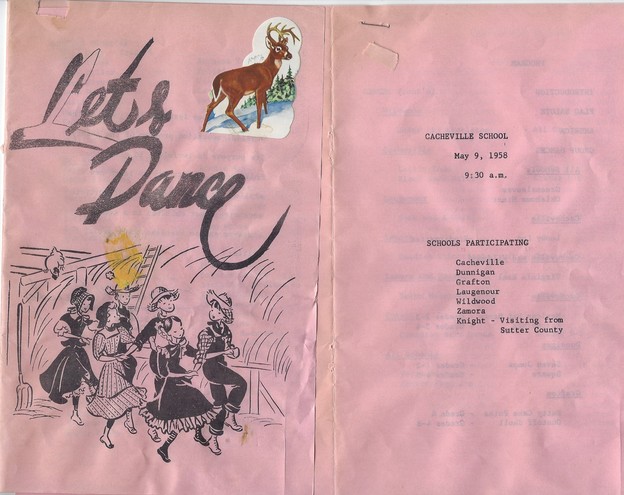 Lets
Dance
CACHEVILLE SCHOOL
May 9, 1958
9:30 a.m.
SCHOOLS PARTICIPATING
Cacheville
Dunnigan
Grafton
Laugenour
Wildwood
Zamora
Knight - Visiting from
Sutter County